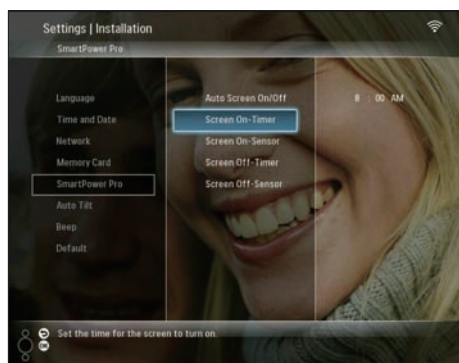 Settings | Installation
SmartPower Pro
Language
Time and Date
Network
Memory Card
SmartPower Pro
Auto Tilt
Beep
Default
Auto Screen On/Off
Screen On-Timer
Screen On-Sensor
Screen Off-Timer
Screen Off-Sensor
8 : 00 AM
Set the time for the screen to turn on.
OK